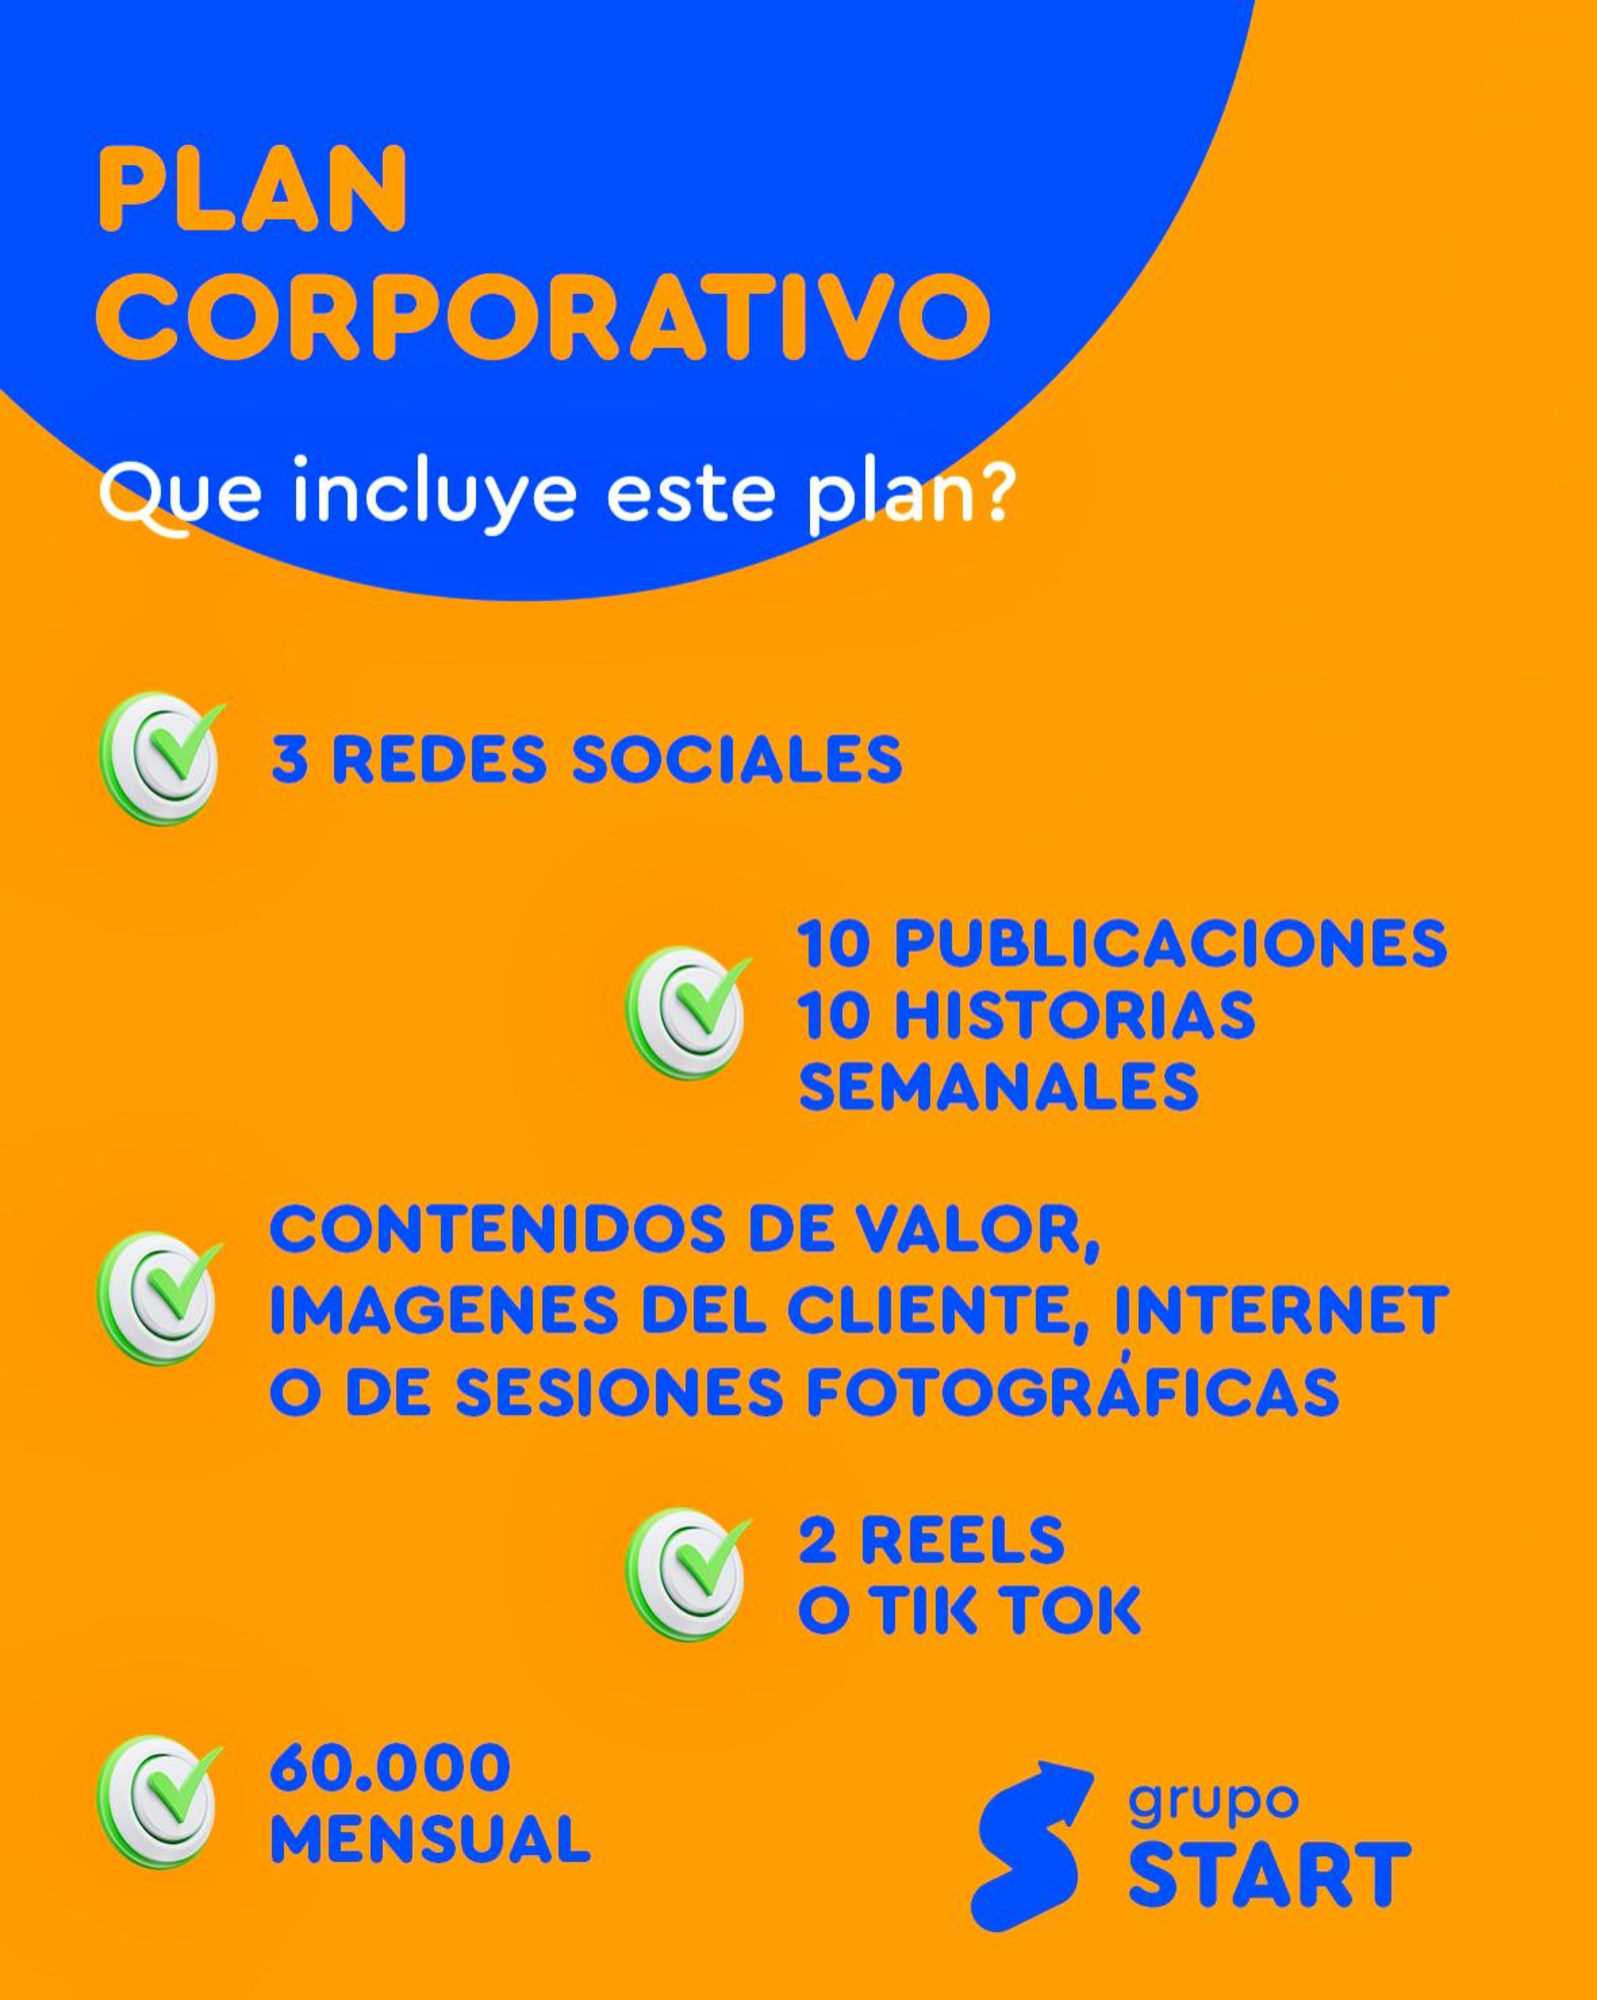 PLAN
CORPORATIVO
Que incluye este plan?
3 REDES SOCIALES
10 PUBLICACIONES
10 HISTORIAS
SEMANALES
CONTENIDOS DE VALOR,
IMAGENES DEL CLIENTE, INTERNET
O DE SESIONES FOTOGRÁFICAS
2 REELS
O TIK TOK
60.000
MENSUAL
grupo
START